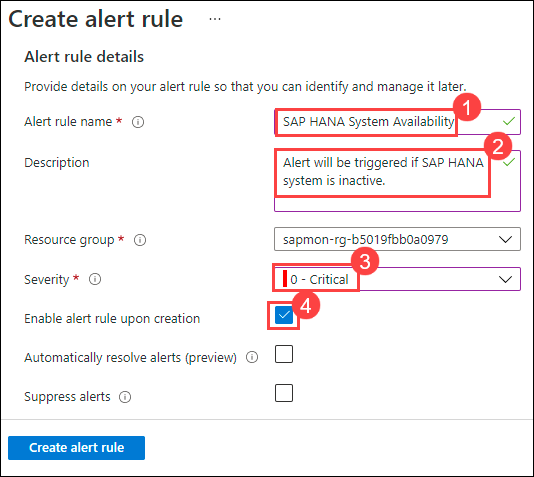 Create alert rule ...
Alert rule details
Provide details on your alert rule so that you can identify and manage it later.
1
Alert rule name * SAP HANA System Availability
2
Description Alert will be triggered if SAP HANA
system is inactive.
Resource group * sapmon-rg-b5019fbb0a0979
3
Severity * 0 - Critical
4
Enable alert rule upon creation
Automatically resolve alerts (preview)
Suppress alerts
Create alert rule